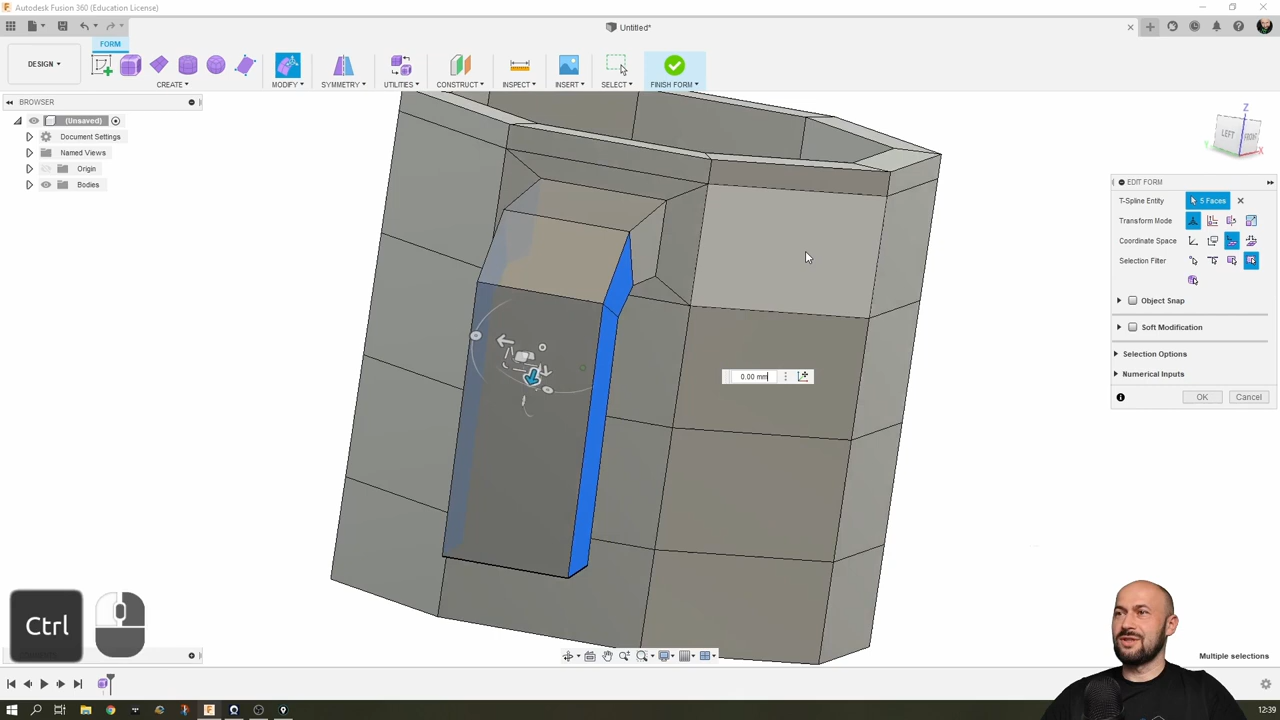 Autodesk Fusion 360 (Education License)
Untitled*
FORM
DESIGN
CREATE
MODIFY
SYMMETRY
UTILITIES
CONSTRUCT
INSPECT
INSERT
SELECT
FINISH FORM
BROWSER
(Unsaved)
Document Settings
Named Views
Origin
Bodies
Z
LEFT
FRONT
X
Y
EDIT FORM
T-Spline Entity
5 Faces
Transform Mode
Coordinate Space
Selection Filter
Object Snap
Soft Modification
Selection Options
Numerical Inputs
OK
Cancel
0.00 mm
Ctrl
Multiple selections
12:39